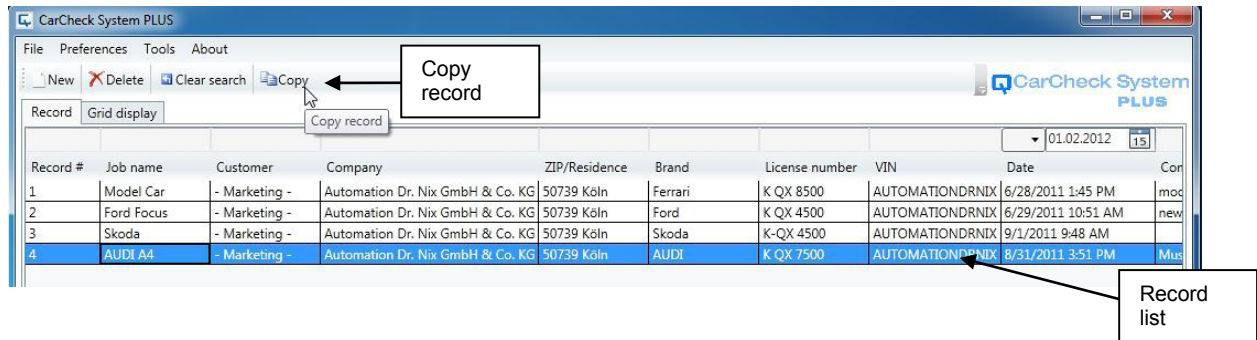 CarCheck System PLUS
File Preferences Tools About
New Delete Clear search Copy
Copy
record
CarCheck System
PLUS
Record Grid display
Copy record
01.02.2012 15
Record # Job name Customer Company ZIP/Residence Brand License number VIN Date Con
1 Model Car - Marketing - Automation Dr. Nix GmbH & Co. KG 50739 Köln Ferrari K QX 8500 AUTOMATIONDRNIX 6/28/2011 1:45 PM mod
2 Ford Focus - Marketing - Automation Dr. Nix GmbH & Co. KG 50739 Köln Ford K QX 4500 AUTOMATIONDRNIX 6/29/2011 10:51 AM new
3 Skoda - Marketing - Automation Dr. Nix GmbH & Co. KG 50739 Köln Skoda K-QX 4500 AUTOMATIONDRNIX 9/1/2011 9:48 AM
4 AUDI A4 - Marketing - Automation Dr. Nix GmbH & Co. KG 50739 Köln AUDI K QX 7500 AUTOMATIONDRNIX 8/31/2011 3:51 PM Mus
Record
list